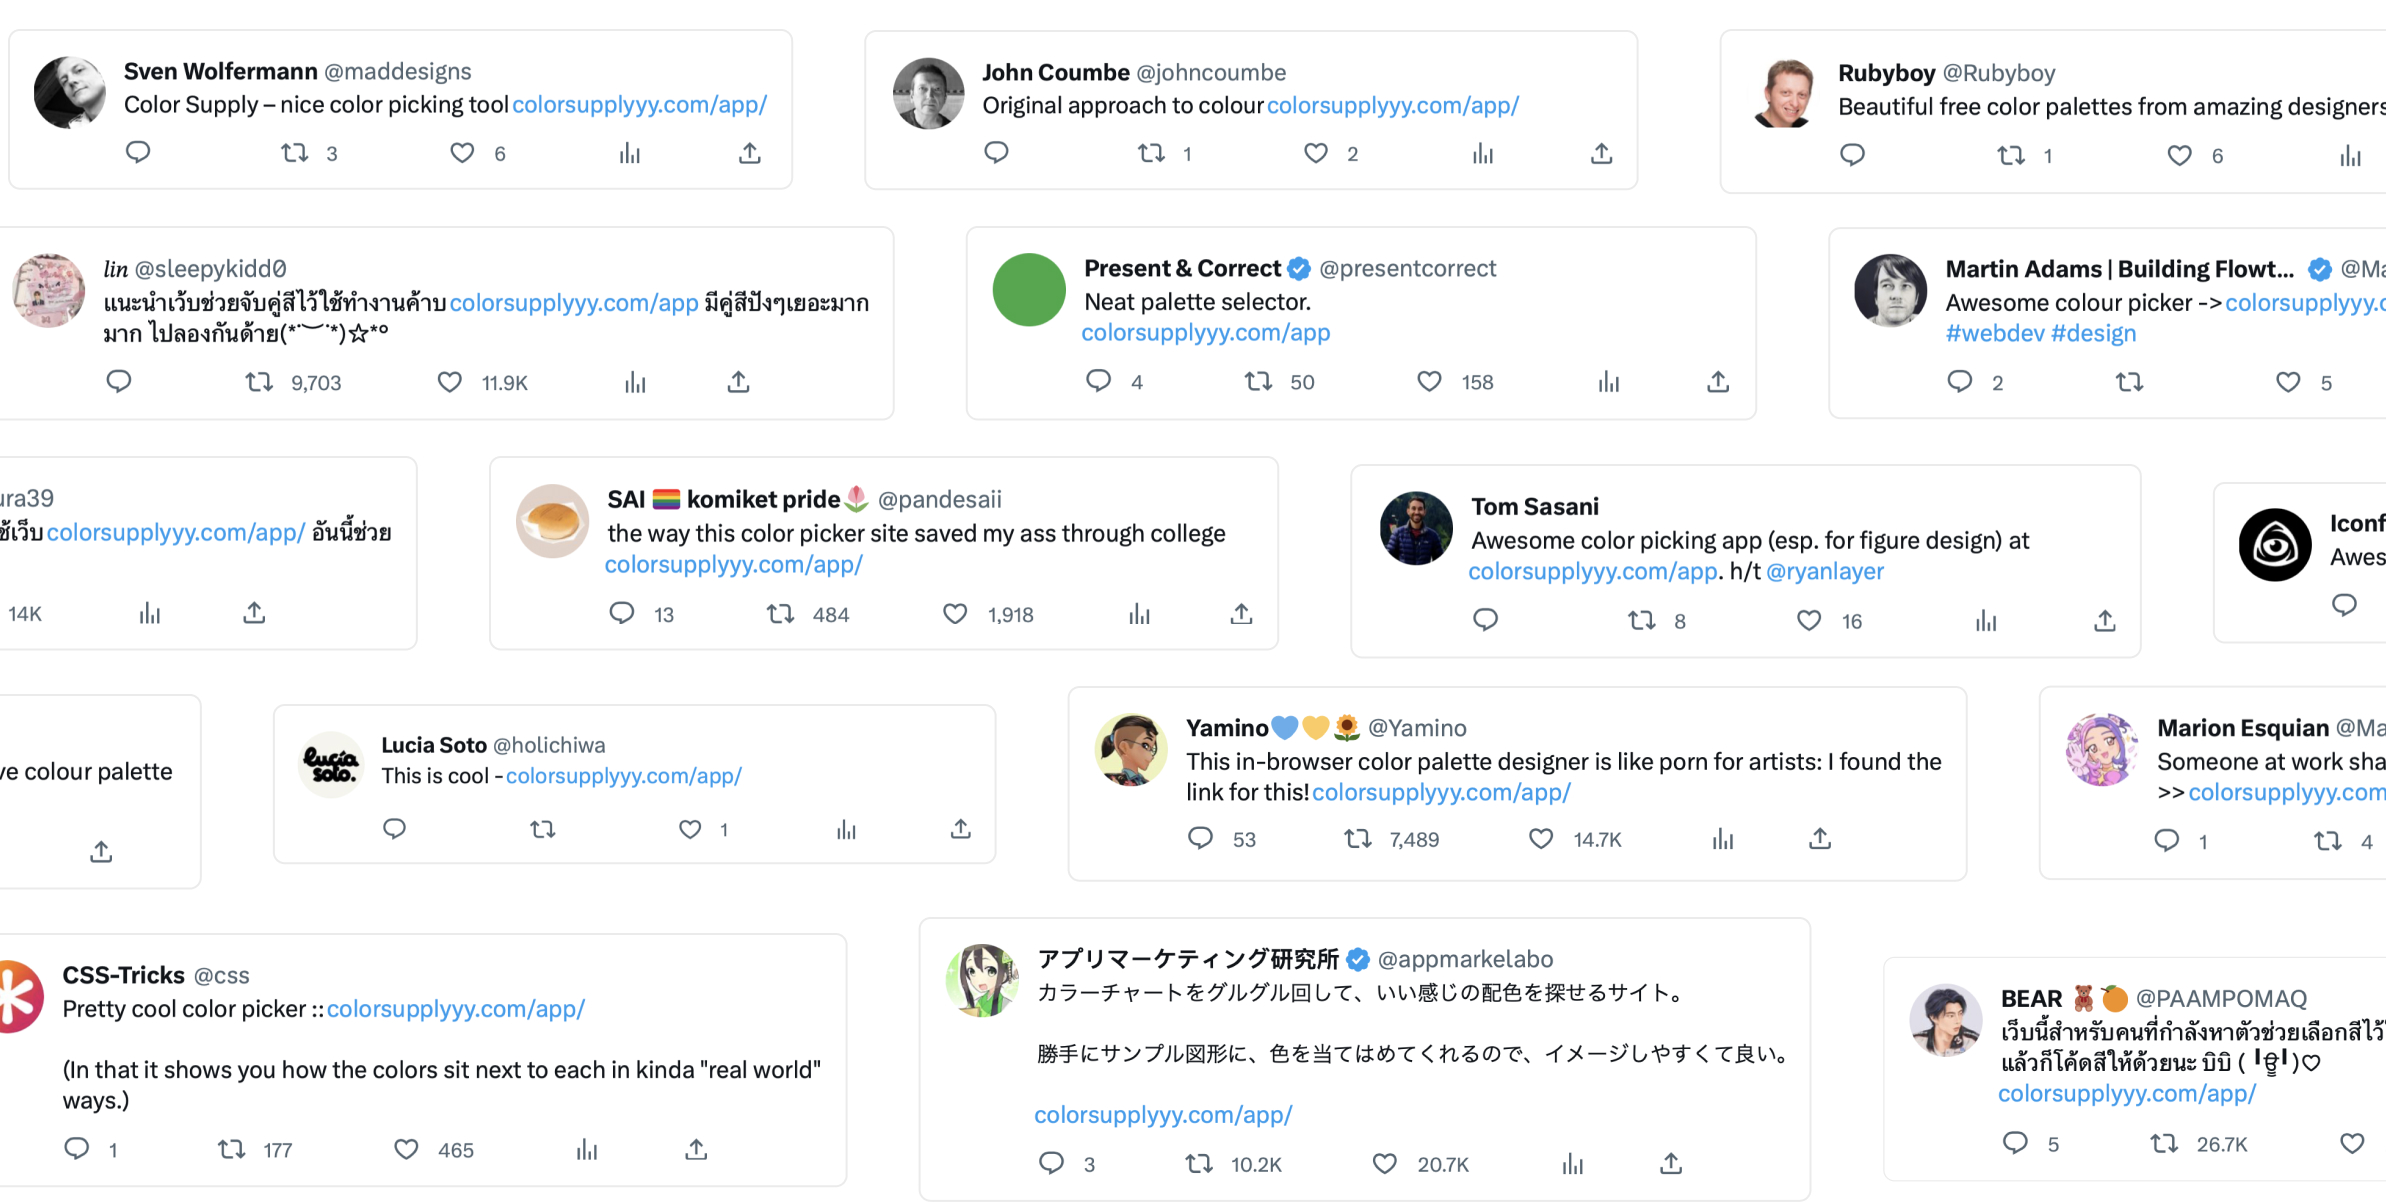 Sven Wolfermann @maddesigns
Color Supply – nice color picking tool colorsupplyyy.com/app/
3 6
John Coumbe @johncoumbe
Original approach to colour colorsupplyyy.com/app/
1 2
Rubyboy @Rubyboy
Beautiful free color palettes from amazing designers
1 6
lin @sleepykidd0
แนะนำเว็บช่วยจับคู่สีไว้ใช้ทำงานค้าบ colorsupplyyy.com/app มีคู่สีปังๆเยอะมาก
มาก ไปลองกันด้าย(*˙︶˙*)☆*°
9,703 11.9K
Present & Correct @presentcorrect
Neat palette selector.
colorsupplyyy.com/app
4 50 158
Martin Adams | Building Flowt... @Ma
Awesome colour picker -> colorsupplyyy.c
#webdev #design
2 5
ura39
ช้เว็บ colorsupplyyy.com/app/ อันนี้ช่วย
14K
SAI 🏳️‍🌈 komiket pride🌷 @pandesaii
the way this color picker site saved my ass through college
colorsupplyyy.com/app/
13 484 1,918
Tom Sasani
Awesome color picking app (esp. for figure design) at
colorsupplyyy.com/app. h/t @ryanlayer
8 16
Iconf
Awes
ve colour palette
lucía
soto.
Lucia Soto @holichiwa
This is cool - colorsupplyyy.com/app/
1
Yamino💙💛🌻 @Yamino
This in-browser color palette designer is like porn for artists: I found the
link for this! colorsupplyyy.com/app/
53 7,489 14.7K
Marion Esquian @Ma
Someone at work sha
>> colorsupplyyy.com
1 4
CSS-Tricks @css
Pretty cool color picker :: colorsupplyyy.com/app/
(In that it shows you how the colors sit next to each in kinda "real world"
ways.)
1 177 465
アプリマーケティング研究所 @appmarkelabo
カラーチャートをグルグル回して、いい感じの配色を探せるサイト。
勝手にサンプル図形に、色を当てはめてくれるので、イメージしやすくて良い。
colorsupplyyy.com/app/
3 10.2K 20.7K
BEAR 🧸🍊 @PAAMPOMAQ
เว็บนี้สำหรับคนที่กำลังหาตัวช่วยเลือกสีไว้
แล้วก็โค้ดสีให้ด้วยนะ บิบิ
colorsupplyyy.com/app/
5 26.7K